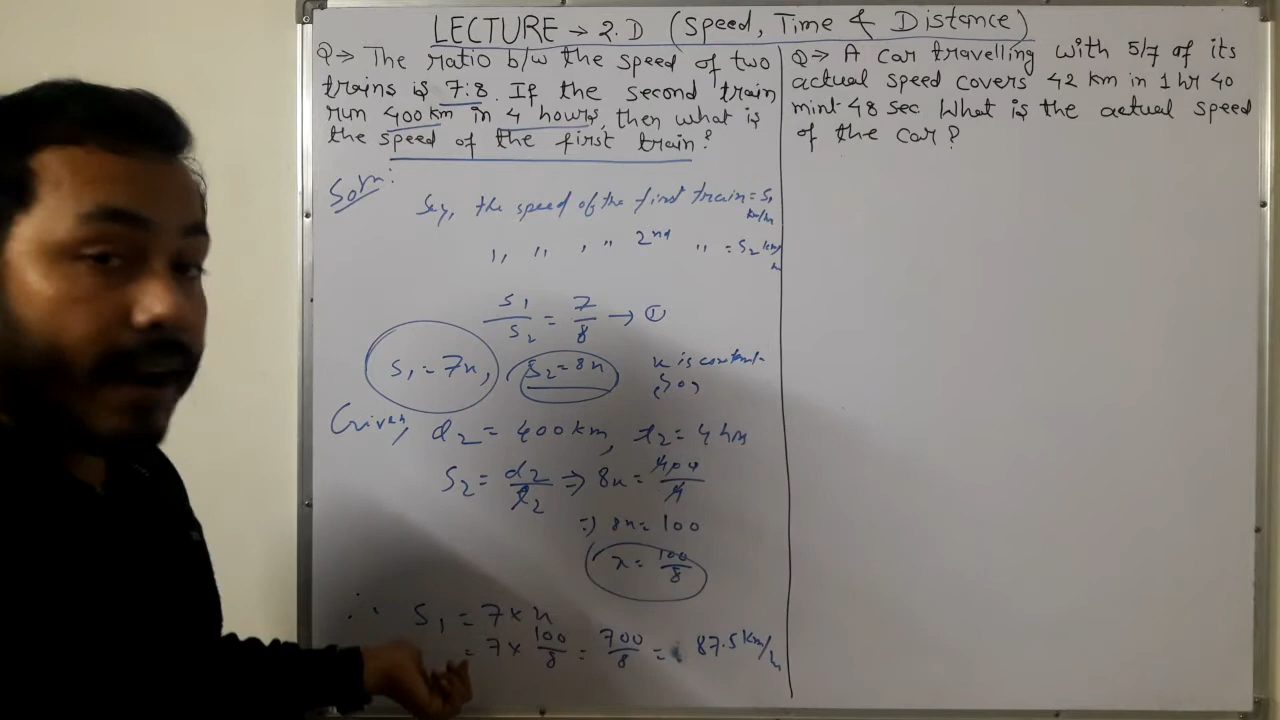 LECTURE → 2.D (Speed, Time & Distance)
Q → The ratio b/w the speed of two
trains is 7:8. If the second train
run 400 km in 4 hours, then what is
the speed of the first train?
Soln:
Say, the speed of the first train = S1
km/h
,, ,, ,, ,, 2nd ,, = S2 km/
h
S1/S2 = 7/8 → ①
S1 = 7x, S2 = 8x
x is constant
Given, d2 = 400 km, t2 = 4 hrs
S2 = d2/t2 ⇒ 8x = 400/4
⇒ 8x = 100
x = 100/8
∴ S1 = 7 × x
= 7 × 100/8 = 700/8 = 87.5 km/h
Q → A car travelling with 5/7 of its
actual speed covers 42 km in 1 hr 40
mint 48 sec What is the actual speed
of the car?